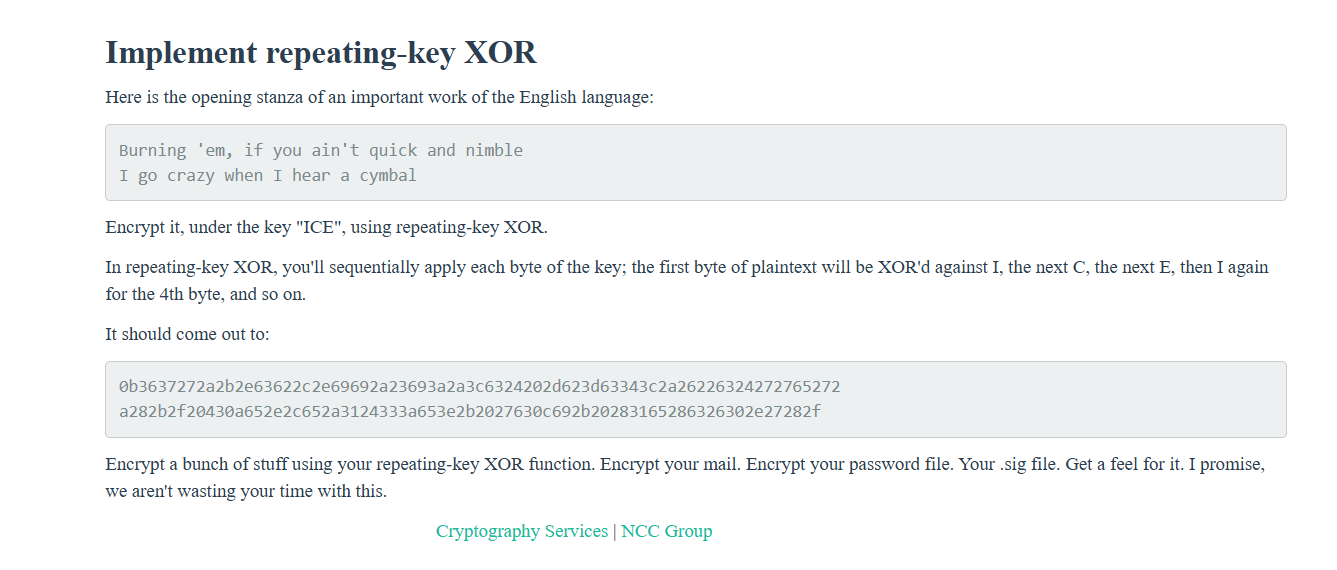 Implement repeating-key XOR
Here is the opening stanza of an important work of the English language:
Burning 'em, if you ain't quick and nimble
I go crazy when I hear a cymbal
Encrypt it, under the key "ICE", using repeating-key XOR.
In repeating-key XOR, you'll sequentially apply each byte of the key; the first byte of plaintext will be XOR'd against I, the next C, the next E, then I again
for the 4th byte, and so on.
It should come out to:
0b3637272a2b2e63622c2e69692a23693a2a3c6324202d623d63343c2a26226324272765272
a282b2f20430a652e2c652a3124333a653e2b2027630c692b20283165286326302e27282f
Encrypt a bunch of stuff using your repeating-key XOR function. Encrypt your mail. Encrypt your password file. Your .sig file. Get a feel for it. I promise,
we aren't wasting your time with this.
Cryptography Services | NCC Group